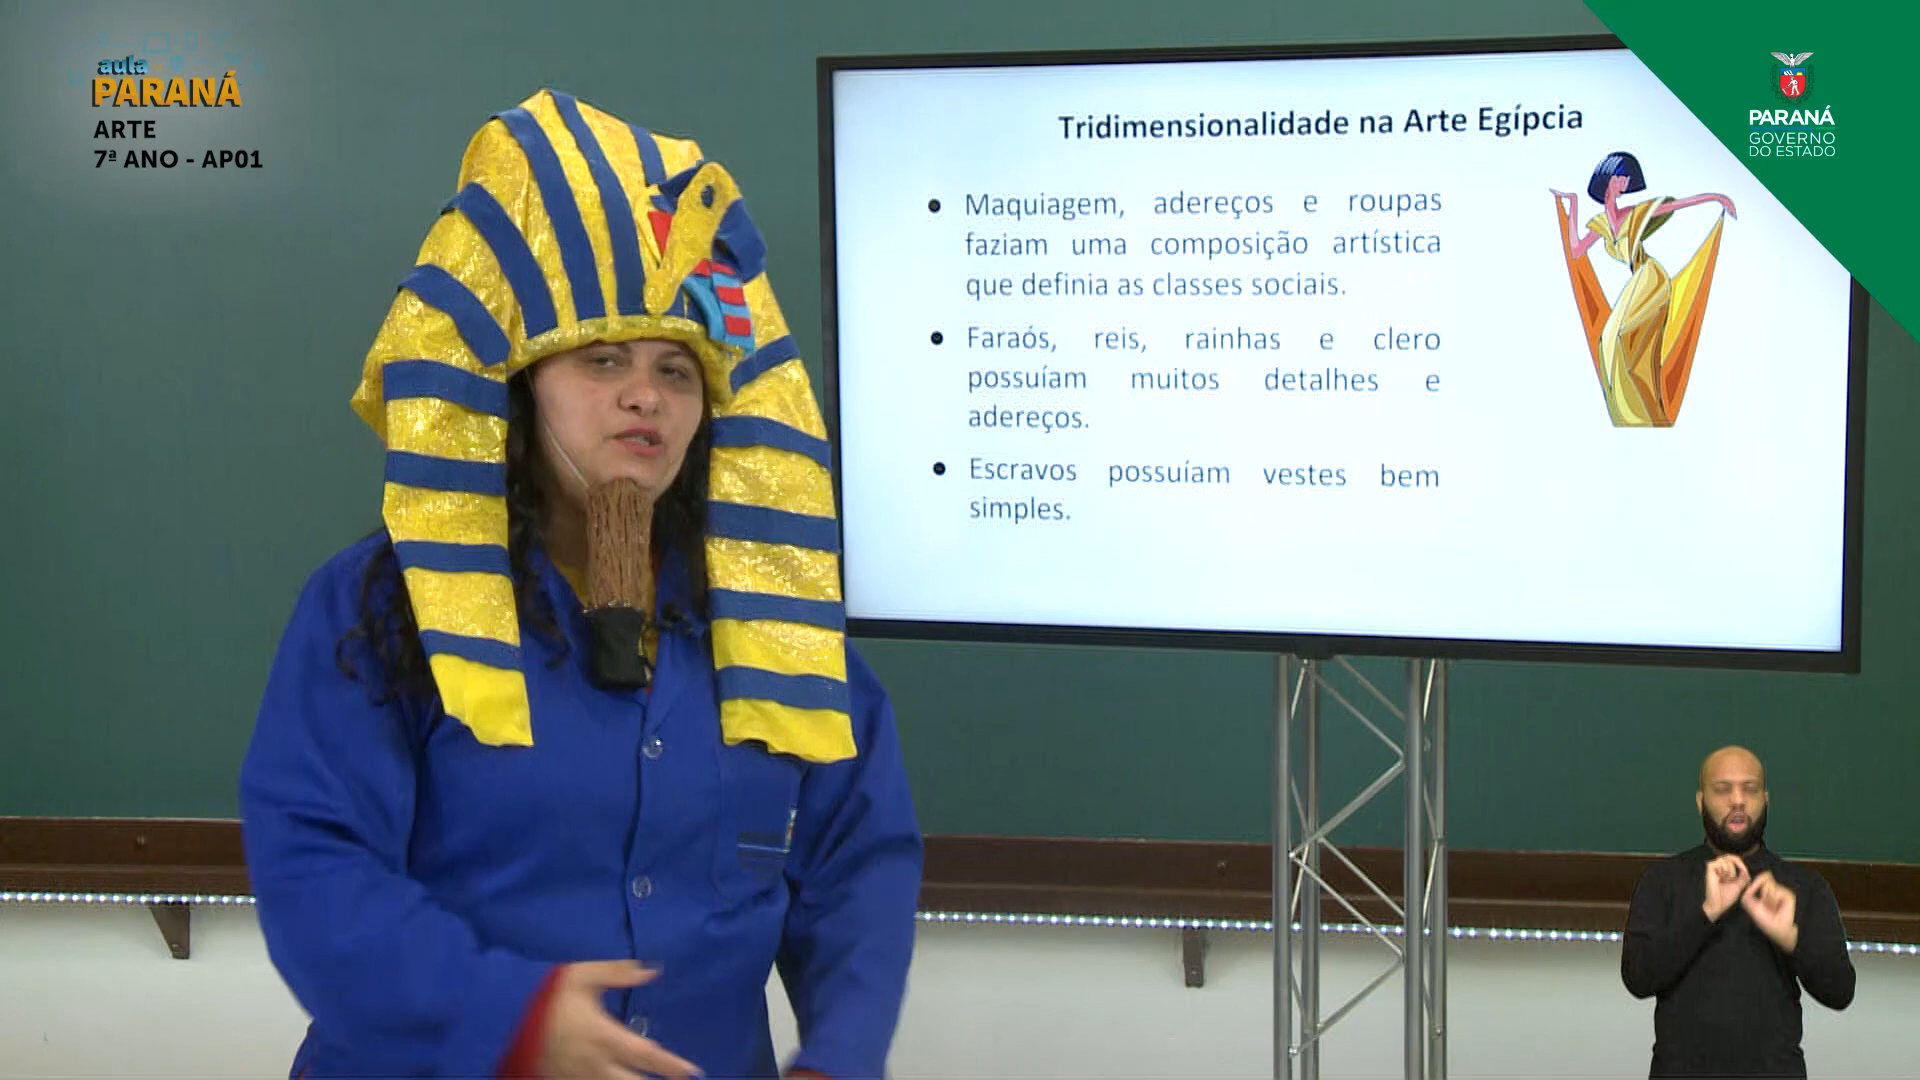 aula
PARANÁ
ARTE
7ª ANO - AP01
Tridimensionalidade na Arte Egípcia
Maquiagem, adereços e roupas
faziam uma composição artística
que definia as classes sociais.
Faraós, reis, rainhas e clero
possuíam muitos detalhes e
adereços.
Escravos possuíam vestes bem
simples.
PARANÁ
GOVERNO
DO ESTADO